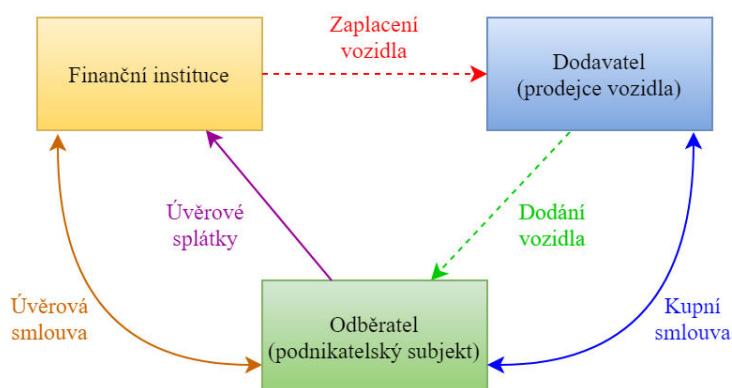 Zaplacení
vozidla
Finanční instituce
Dodavatel
(prodejce vozidla)
Úvěrové
splátky
Dodání
vozidla
Úvěrová
smlouva
Odběratel
(podnikatelský subjekt)
Kupní
smlouva